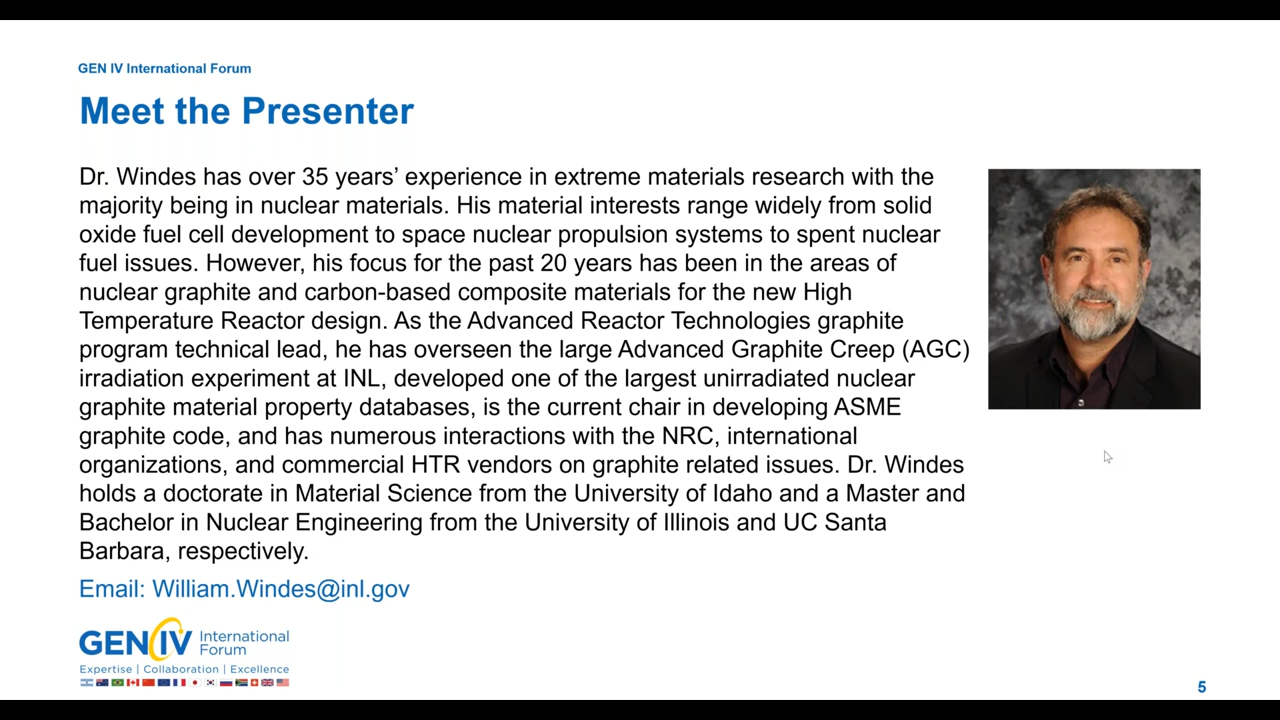 GEN IV International Forum
Meet the Presenter
Dr. Windes has over 35 years’ experience in extreme materials research with the
majority being in nuclear materials. His material interests range widely from solid
oxide fuel cell development to space nuclear propulsion systems to spent nuclear
fuel issues. However, his focus for the past 20 years has been in the areas of
nuclear graphite and carbon-based composite materials for the new High
Temperature Reactor design. As the Advanced Reactor Technologies graphite
program technical lead, he has overseen the large Advanced Graphite Creep (AGC)
irradiation experiment at INL, developed one of the largest unirradiated nuclear
graphite material property databases, is the current chair in developing ASME
graphite code, and has numerous interactions with the NRC, international
organizations, and commercial HTR vendors on graphite related issues. Dr. Windes
holds a doctorate in Material Science from the University of Idaho and a Master and
Bachelor in Nuclear Engineering from the University of Illinois and UC Santa
Barbara, respectively.
Email: William.Windes@inl.gov
GEN IV International
Forum
Expertise | Collaboration | Excellence
5